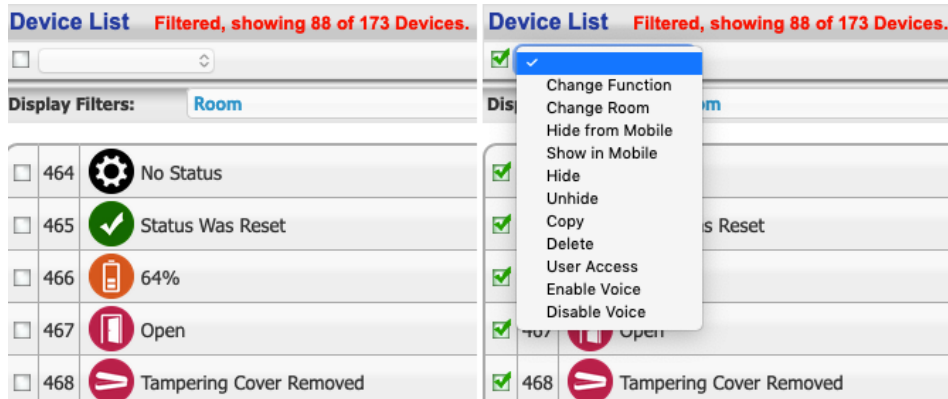 Device List Filtered, showing 88 of 173 Devices.
Display Filters: Room
464 No Status
465 Status Was Reset
466 64%
467 Open
468 Tampering Cover Removed
Device List Filtered, showing 88 of 173 Devices.
Change Function
Change Room
Hide from Mobile
Show in Mobile
Hide
Unhide
Copy
Delete
User Access
Enable Voice
Disable Voice
s Reset
467 Open
468 Tampering Cover Removed